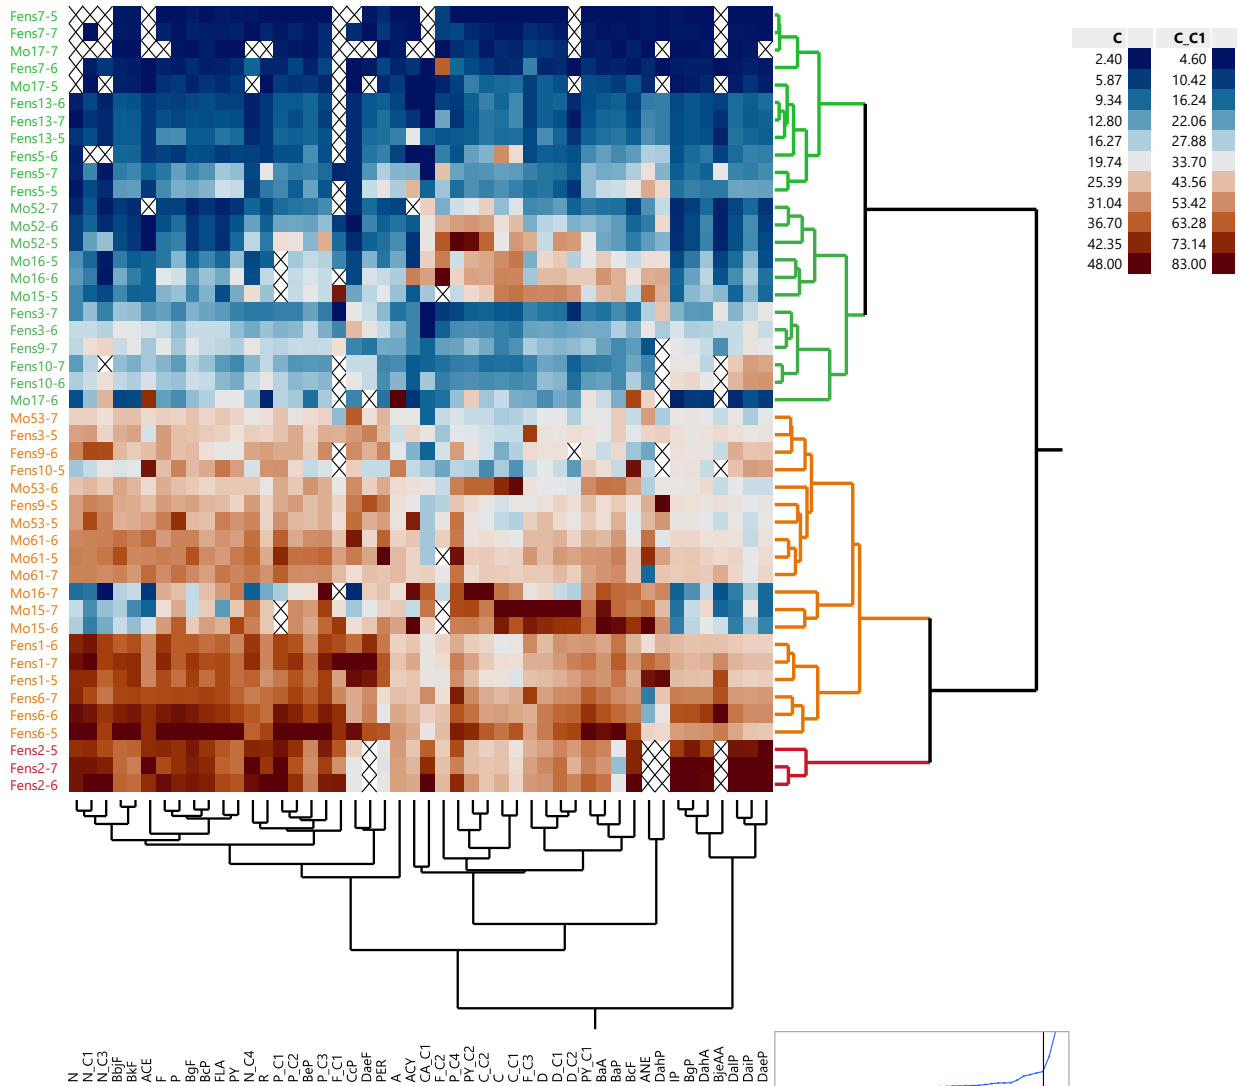 C C_C1
2.40 4.60
5.87 10.42
9.34 16.24
12.80 22.06
16.27 27.88
19.74 33.70
25.39 43.56
31.04 53.42
36.70 63.28
42.35 73.14
48.00 83.00
Fens7-5
Fens7-7
Mo17-7
Fens7-6
Mo17-5
Fens13-6
Fens13-7
Fens13-5
Fens5-6
Fens5-7
Fens5-5
Mo52-7
Mo52-6
Mo52-5
Mo16-5
Mo16-6
Mo15-5
Fens3-7
Fens3-6
Fens9-7
Fens10-7
Fens10-6
Mo17-6
Mo53-7
Fens3-5
Fens9-6
Fens10-5
Mo53-6
Fens9-5
Mo53-5
Mo61-6
Mo61-5
Mo61-7
Mo16-7
Mo15-7
Mo15-6
Fens1-6
Fens1-7
Fens1-5
Fens6-7
Fens6-6
Fens6-5
Fens2-5
Fens2-7
Fens2-6
N
N_C1
N_C3
BbjF
BkF
ACE
F
P
BgF
BcP
FLA
PY
N_C4
R
P_C1
P_C2
BeP
P_C3
F_C1
CcP
DaeF
PER
A
ACY
CA_C1
F_C2
P_C4
PY_C2
C_C2
C
C_C1
F_C3
D
D_C1
D_C2
PY_C1
BaA
BaP
BcF
ANE
DahP
IP
BgP
DahA
BjeAA
DalP
DaiP
DaeP